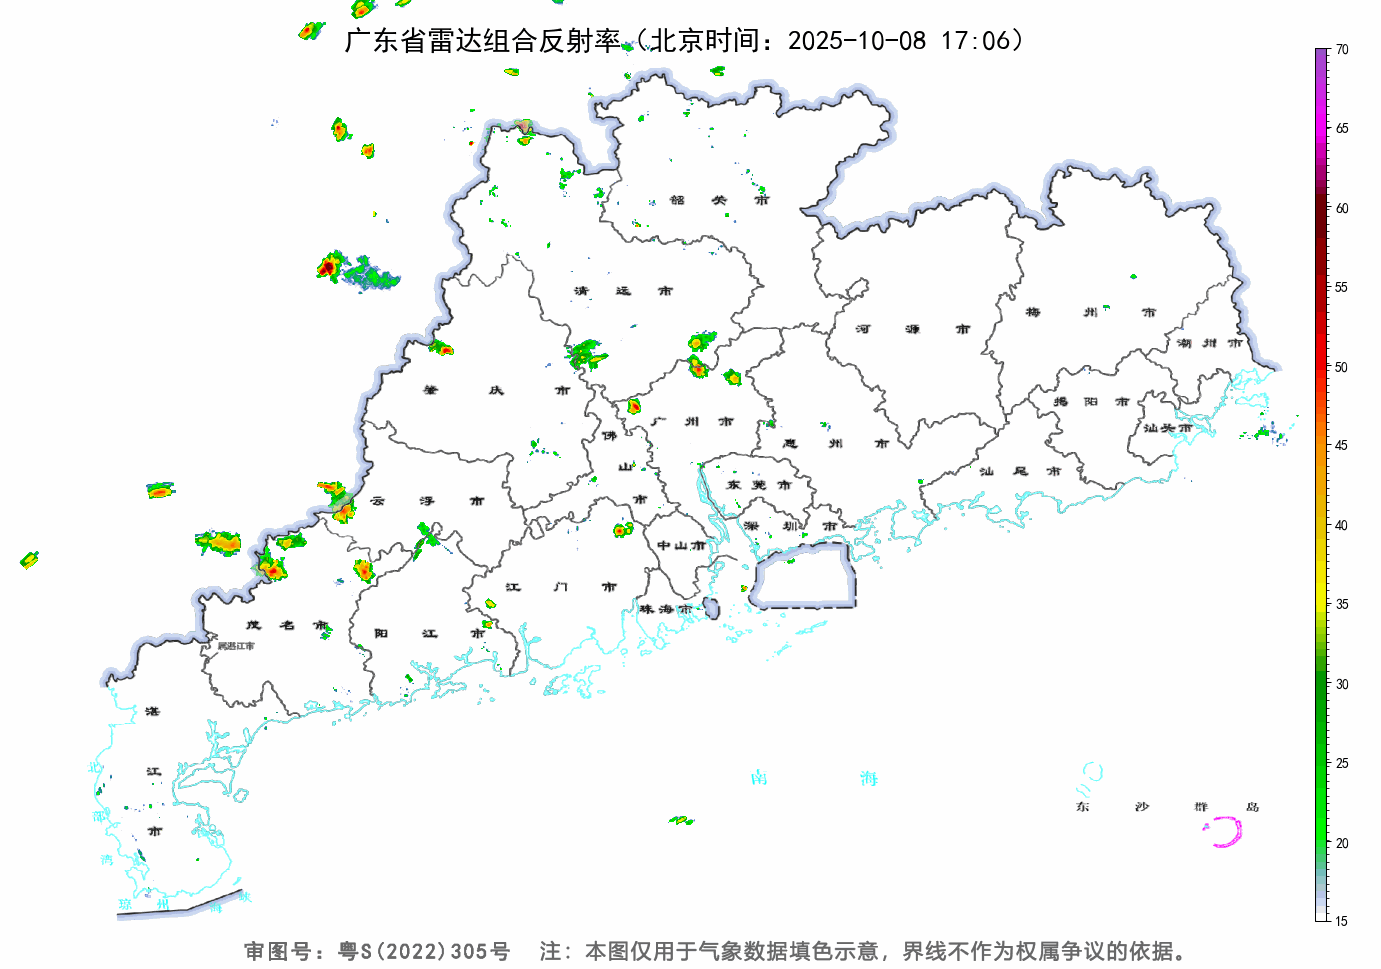 广东省雷达组合反射率（北京时间：2025-10-08 17:06）
70
65
60
55
50
45
40
35
30
25
20
15
韶 关 市
清 远 市
河 源 市
梅 州 市
潮 州 市
肇 庆 市
揭 阳 市
汕头市
广 州 市
佛 山 市
惠 州 市
汕 尾 市
云 浮 市
东 莞 市
深 圳 市
中山市
江 门 市
珠海市
茂 名 市
阳 江 市
属湛江市
湛 江 市
北 部 湾
琼 州 海 峡
南 海
东 沙 群 岛
审图号：粤S(2022)305号 注：本图仅用于气象数据填色示意，界线不作为权属争议的依据。